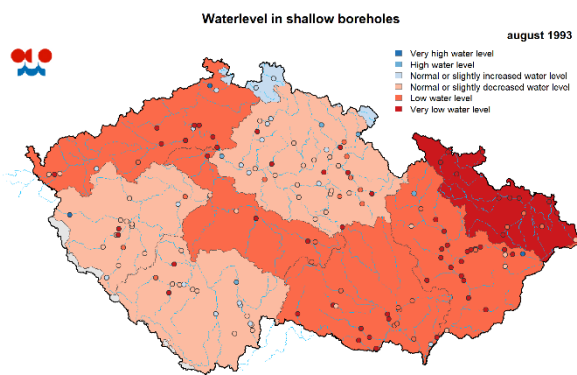 Waterlevel in shallow boreholes
august 1993
Very high water level
High water level
Normal or slightly increased water level
Normal or slightly decreased water level
Low water level
Very low water level